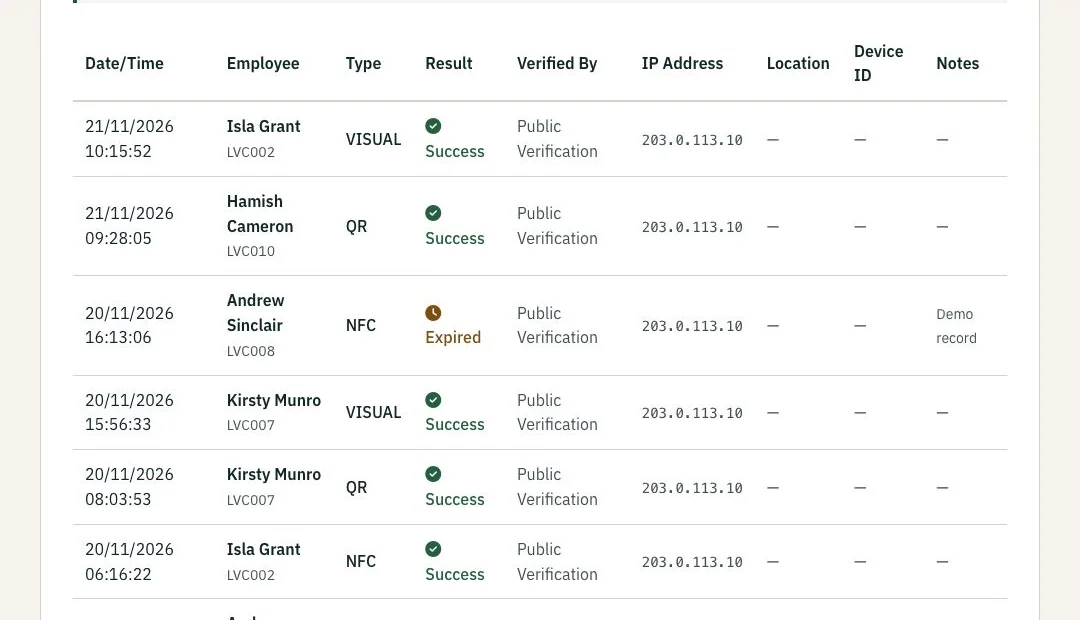 Date/Time Employee Type Result Verified By IP Address Location Device ID Notes
21/11/2026 10:15:52 Isla Grant LVC002 VISUAL Success Public Verification 203.0.113.10 — — —
21/11/2026 09:28:05 Hamish Cameron LVC010 QR Success Public Verification 203.0.113.10 — — —
20/11/2026 16:13:06 Andrew Sinclair LVC008 NFC Expired Public Verification 203.0.113.10 — — Demo record
20/11/2026 15:56:33 Kirsty Munro LVC007 VISUAL Success Public Verification 203.0.113.10 — — —
20/11/2026 08:03:53 Kirsty Munro LVC007 QR Success Public Verification 203.0.113.10 — — —
20/11/2026 06:16:22 Isla Grant LVC002 NFC Success Public Verification 203.0.113.10 — — —